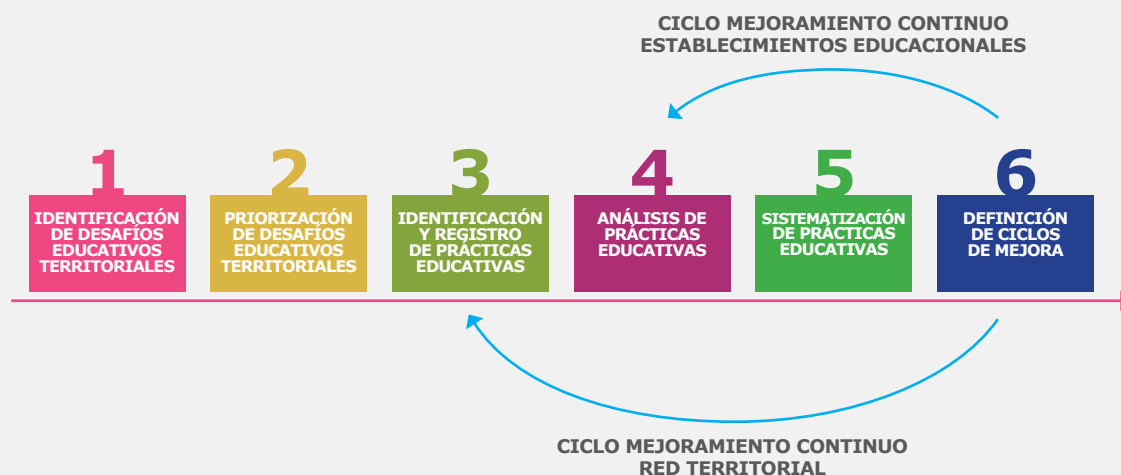 CICLO MEJORAMIENTO CONTINUO
ESTABLECIMIENTOS EDUCACIONALES
1
IDENTIFICACIÓN
DE DESAFÍOS
EDUCATIVOS
TERRITORIALES
2
PRIORIZACIÓN
DE DESAFÍOS
EDUCATIVOS
TERRITORIALES
3
IDENTIFICACIÓN
Y REGISTRO
DE PRÁCTICAS
EDUCATIVAS
4
ANÁLISIS DE
PRÁCTICAS
EDUCATIVAS
5
SISTEMATIZACIÓN
DE PRÁCTICAS
EDUCATIVAS
6
DEFINICIÓN
DE CICLOS
DE MEJORA
CICLO MEJORAMIENTO CONTINUO
RED TERRITORIAL